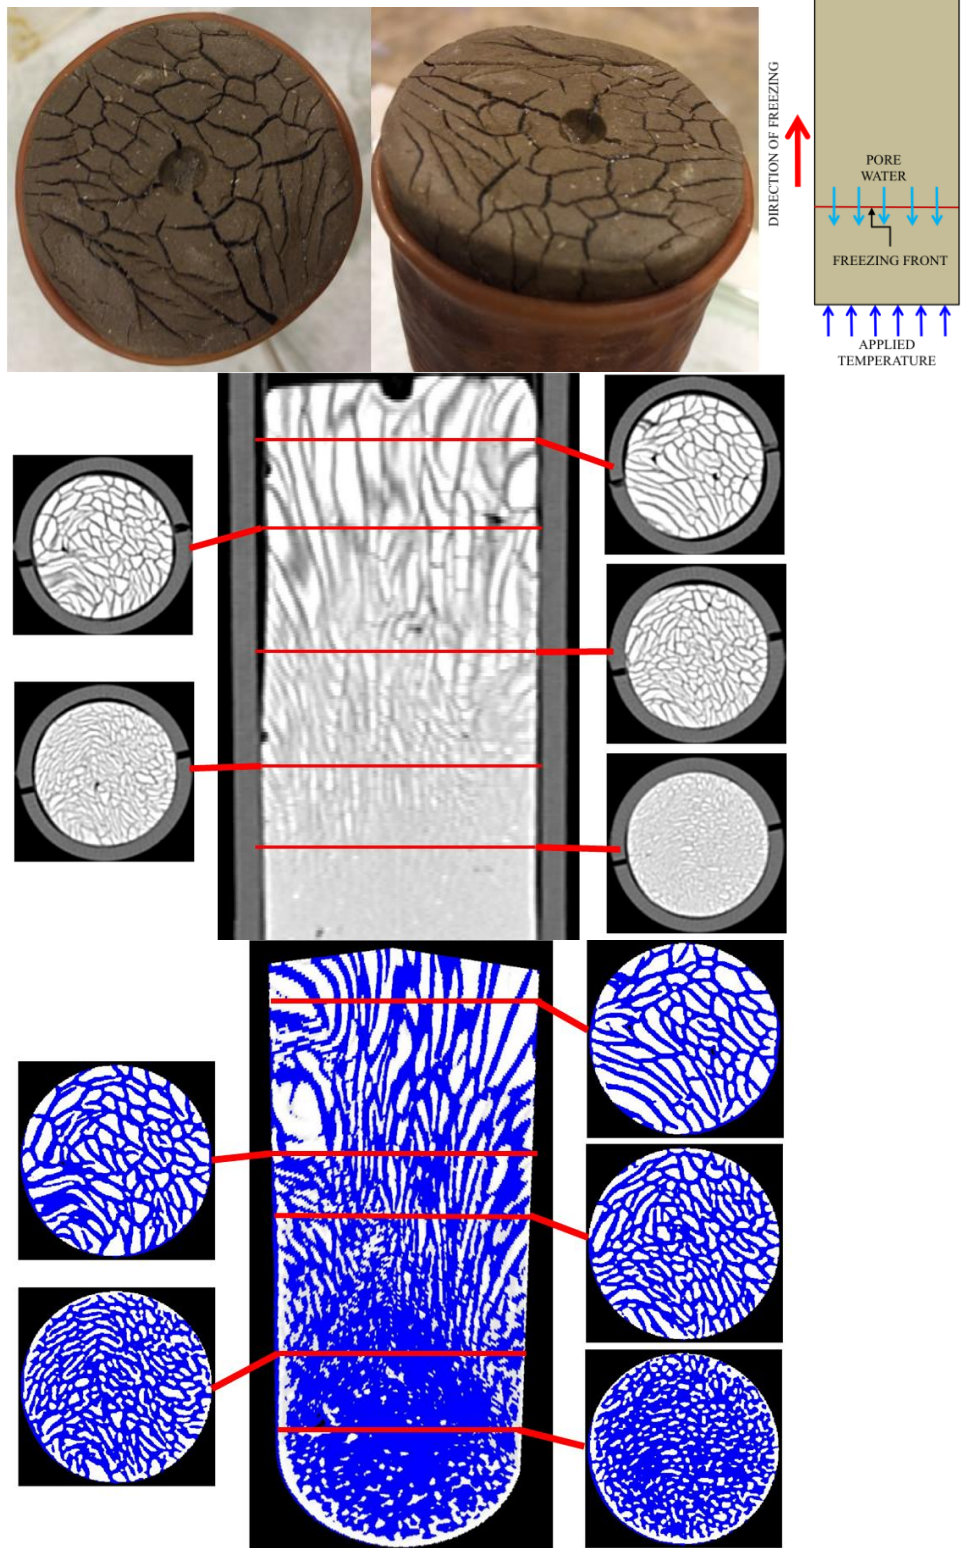 DIRECTION OF FREEZING
PORE
WATER
FREEZING FRONT
APPLIED
TEMPERATURE